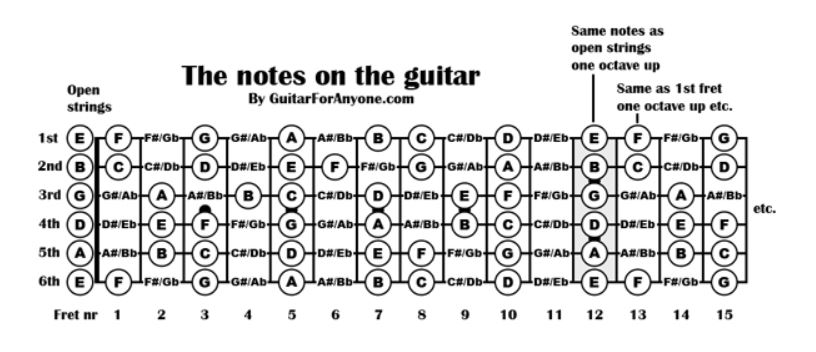 Same notes as
open strings
one octave up
The notes on the guitar
By GuitarForAnyone.com
Open
strings
Same as 1st fret
one octave up etc.
1st E F F#/Gb G G#/Ab A A#/Bb B C C#/Db D D#/Eb E F F#/Gb G
2nd B C C#/Db D D#/Eb E F F#/Gb G G#/Ab A A#/Bb B C C#/Db D
3rd G G#/Ab A A#/Bb B C C#/Db D D#/Eb E F F#/Gb G G#/Ab A A#/Bb
etc.
4th D D#/Eb E F F#/Gb G G#/Ab A A#/Bb B C C#/Db D D#/Eb E F
5th A A#/Bb B C C#/Db D D#/Eb E F F#/Gb G G#/Ab A A#/Bb B C
6th E F F#/Gb G G#/Ab A A#/Bb B C C#/Db D D#/Eb E F F#/Gb G
Fret nr 1 2 3 4 5 6 7 8 9 10 11 12 13 14 15